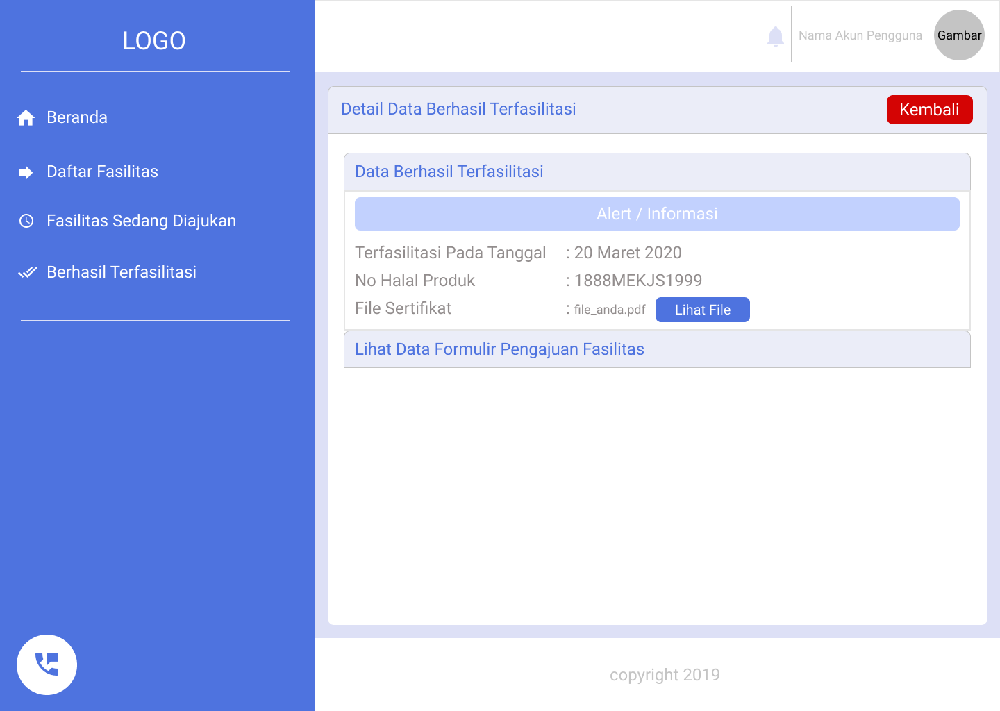 LOGO
Beranda
Daftar Fasilitas
Fasilitas Sedang Diajukan
Berhasil Terfasilitasi
Nama Akun Pengguna
Gambar
Detail Data Berhasil Terfasilitasi
Kembali
Data Berhasil Terfasilitasi
Alert / Informasi
Terfasilitasi Pada Tanggal : 20 Maret 2020
No Halal Produk : 1888MEKJS1999
File Sertifikat : file_anda.pdf Lihat File
Lihat Data Formulir Pengajuan Fasilitas
copyright 2019